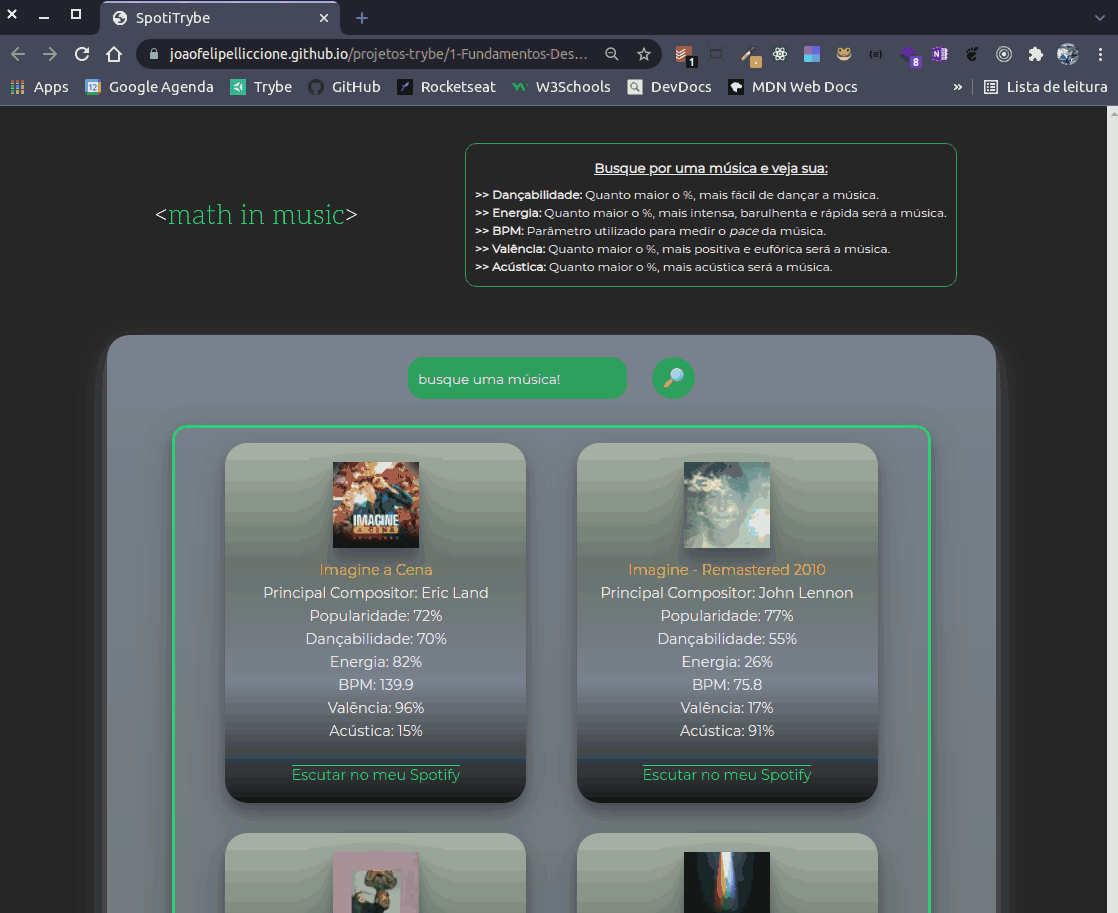 SpotiTrybe
joaofelipelliccione.github.io/projetos-trybe/1-Fundamentos-Des...
1
8
Apps
12
Google Agenda
Trybe
GitHub
Rocketseat
W3Schools
DevDocs
MDN Web Docs
»
Lista de leitura
<math in music>
Busque por uma música e veja sua:
>> Dançabilidade: Quanto maior o %, mais fácil de dançar a música.
>> Energia: Quanto maior o %, mais intensa, barulhenta e rápida será a música.
>> BPM: Parâmetro utilizado para medir o pace da música.
>> Valência: Quanto maior o %, mais positiva e eufórica será a música.
>> Acústica: Quanto maior o %, mais acústica será a música.
busque uma música!
IMAGINE
A CENA
Imagine a Cena
Principal Compositor: Eric Land
Popularidade: 72%
Dançabilidade: 70%
Energia: 82%
BPM: 139.9
Valência: 96%
Acústica: 15%
Escutar no meu Spotify
Imagine - Remastered 2010
Principal Compositor: John Lennon
Popularidade: 77%
Dançabilidade: 55%
Energia: 26%
BPM: 75.8
Valência: 17%
Acústica: 91%
Escutar no meu Spotify